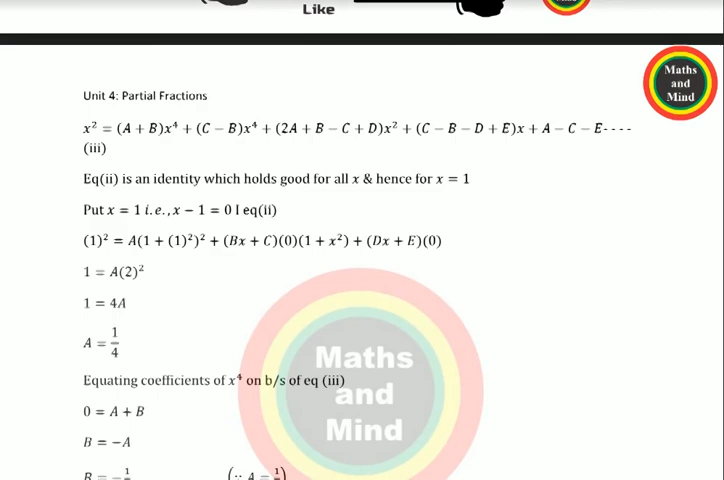 Like
Maths
and
Mind
Unit 4: Partial Fractions
x² = (A + B)x⁴ + (C − B)x⁴ + (2A + B − C + D)x² + (C − B − D + E)x + A − C − E- - - -
(iii)
Eq(ii) is an identity which holds good for all x & hence for x = 1
Put x = 1 i.e., x − 1 = 0 I eq(ii)
(1)² = A(1 + (1)²)² + (Bx + C)(0)(1 + x²) + (Dx + E)(0)
1 = A(2)²
1 = 4A
A = 1/4
Equating coefficients of x⁴ on b/s of eq (iii)
0 = A + B
B = −A
Maths
and
Mind